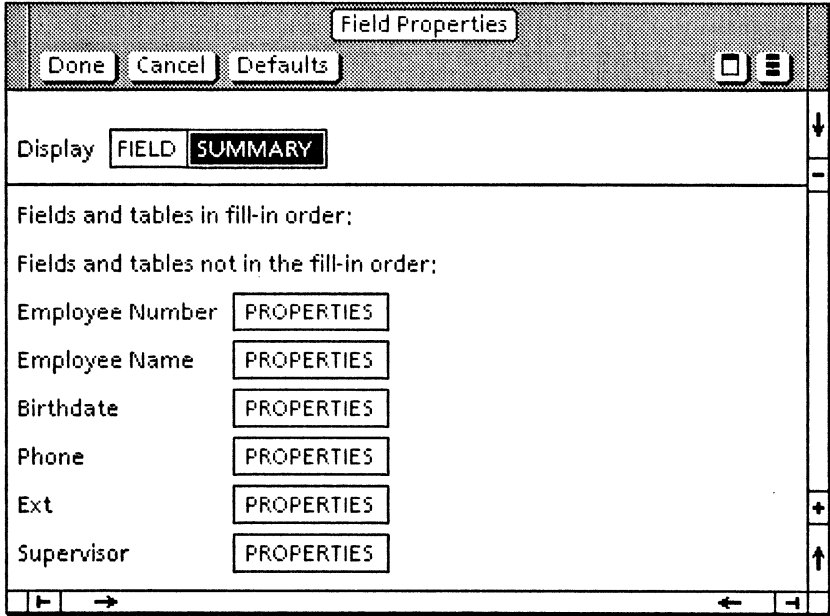 Field Properties
Done Cancel Defaults
Display FIELD SUMMARY
Fields and tables in fill-in order:
Fields and tables not in the fill-in order:
Employee Number PROPERTIES
Employee Name PROPERTIES
Birthdate PROPERTIES
Phone PROPERTIES
Ext PROPERTIES
Supervisor PROPERTIES